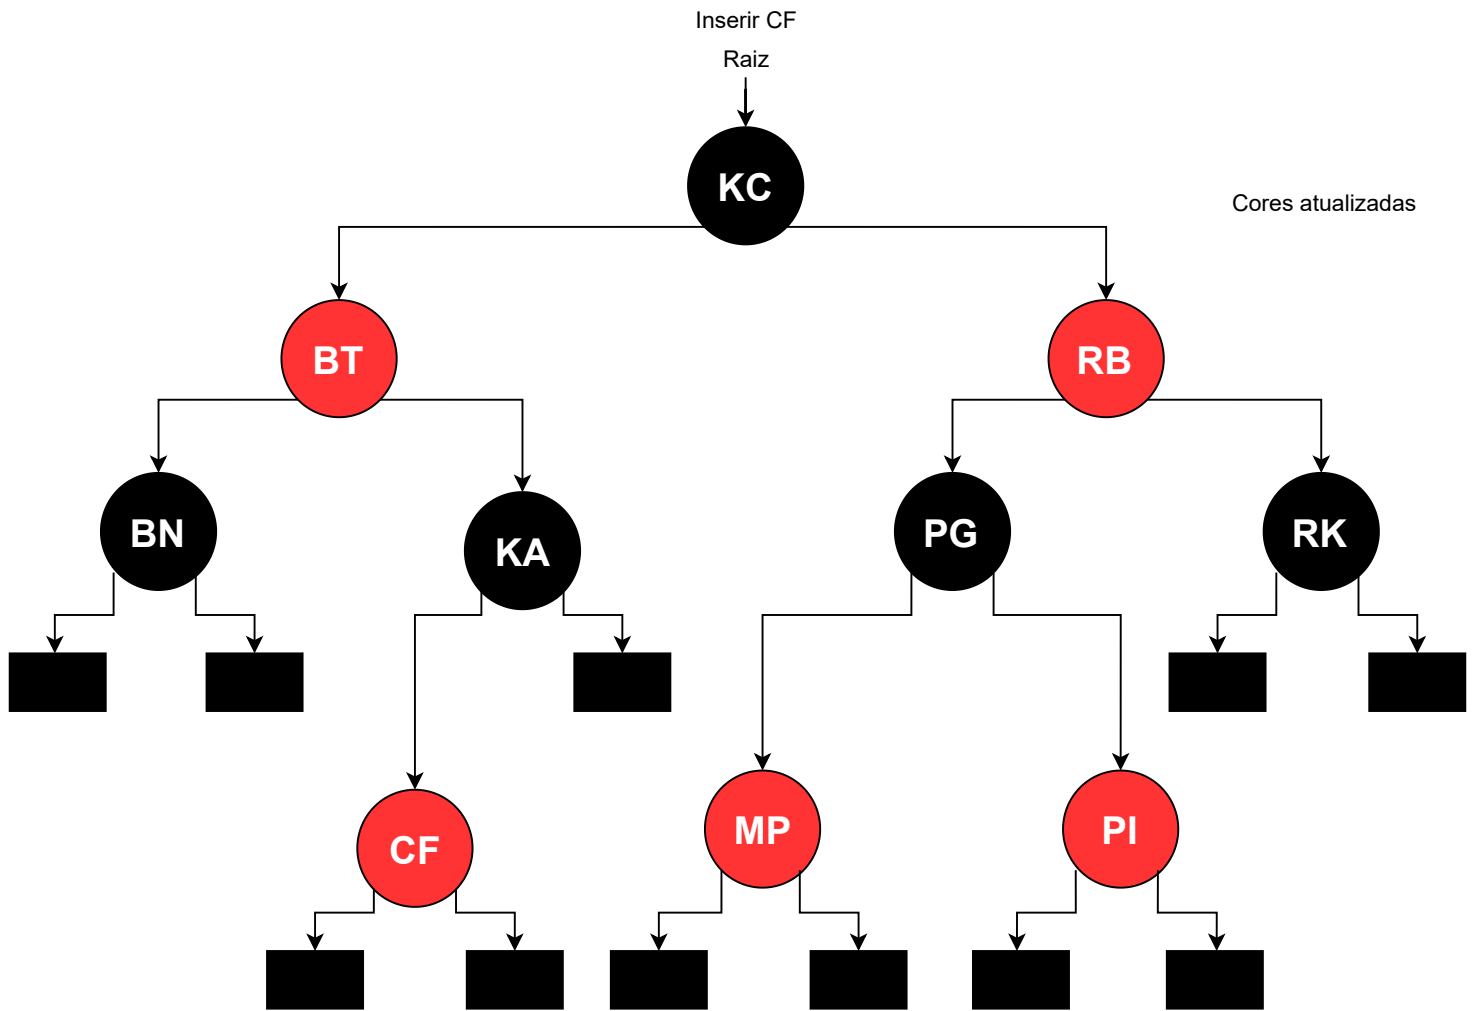 Inserir CF
Raiz
KC
Cores atualizadas
BT
RB
BN
KA
PG
RK
CF
MP
PI